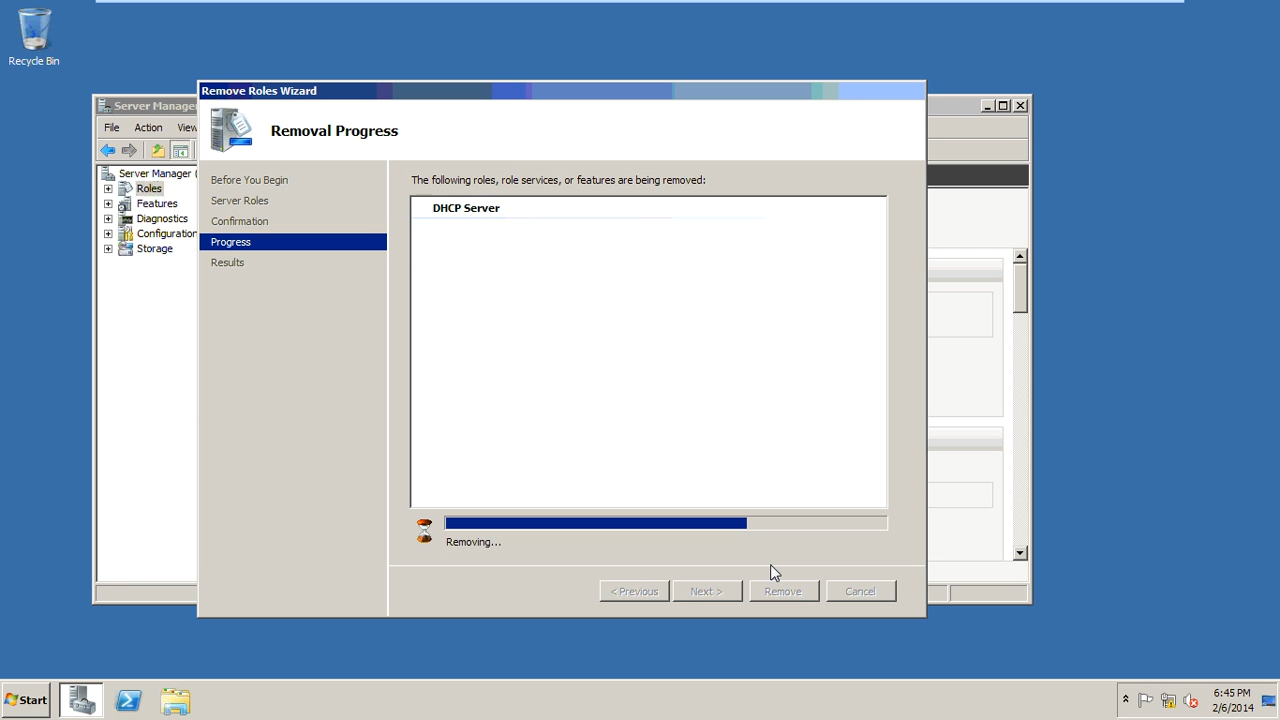 Recycle Bin
Remove Roles Wizard
Server Manage
File Action View
Removal Progress
Server Manager (
Roles
Features
Diagnostics
Configuration
Storage
Before You Begin
Server Roles
Confirmation
Progress
Results
The following roles, role services, or features are being removed:
DHCP Server
Removing...
< Previous Next > Remove Cancel
Start
6:45 PM
2/6/2014